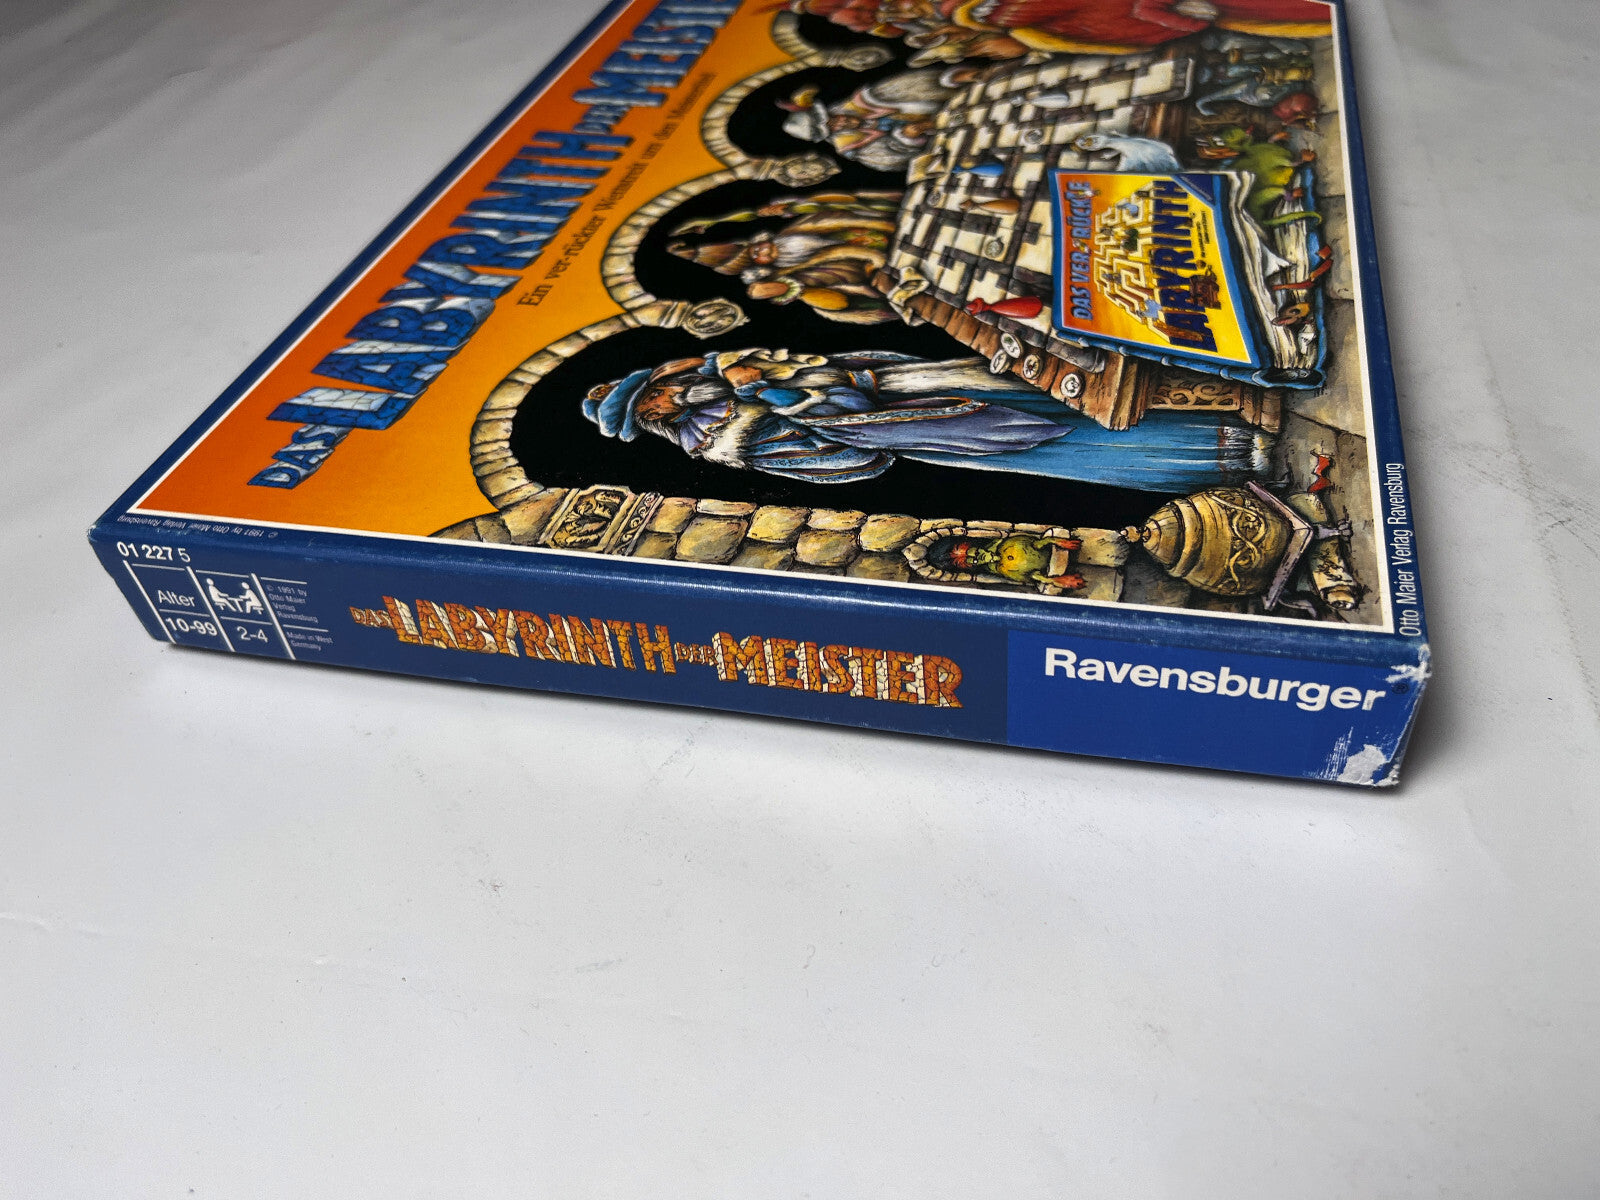 DAS LABYRINTH DER MEISTER
Ein ver-rückter Wettstreit um den Meistertitel
DAS VER-RÜCKTE
LABYRINTH
© 1991 by Otto Maier Verlag Ravensburg
Otto Maier Verlag Ravensburg
01 227 5
Alter
10-99
2-4
© 1991 by
Otto Maier
Verlag
Ravensburg
Made in West
Germany
DAS LABYRINTH DER MEISTER
Ravensburger®